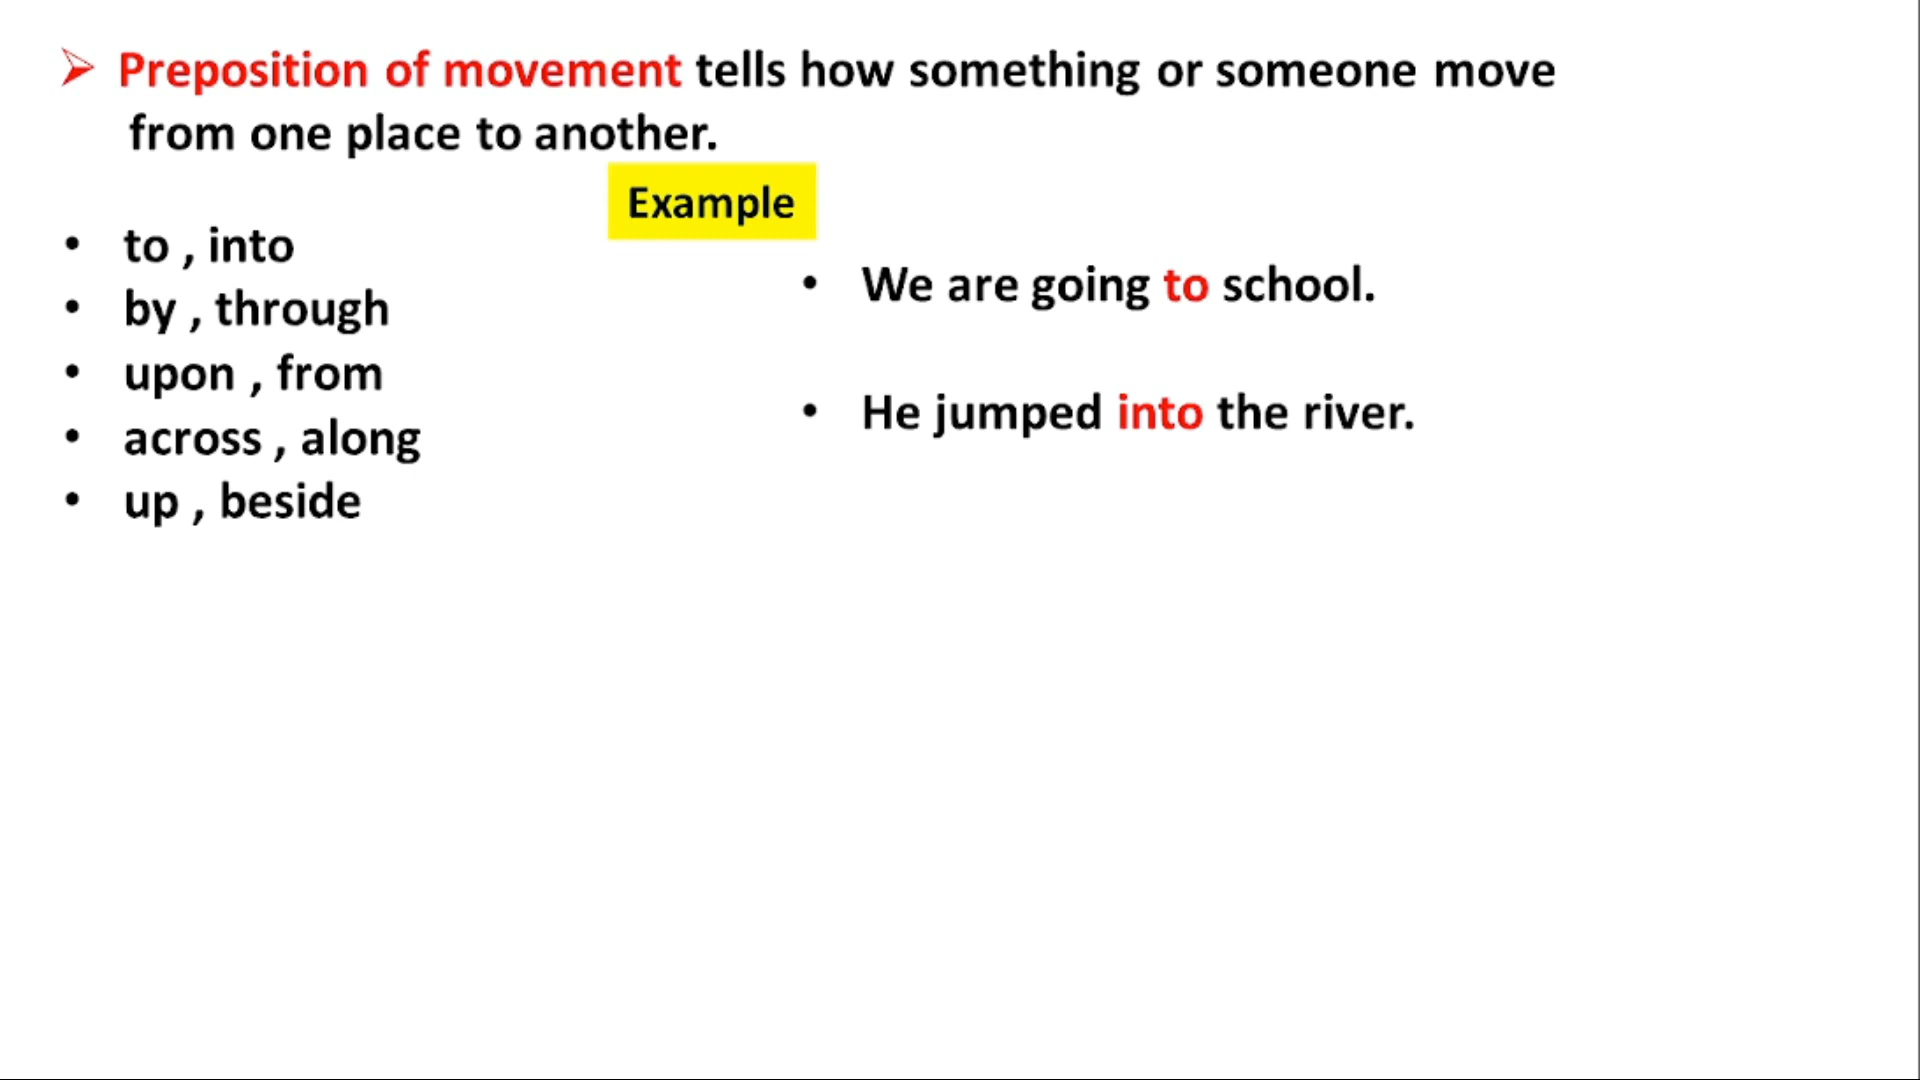 ➢ Preposition of movement tells how something or someone move
from one place to another.
Example
• to , into
• by , through
• upon , from
• across , along
• up , beside
• We are going to school.
• He jumped into the river.